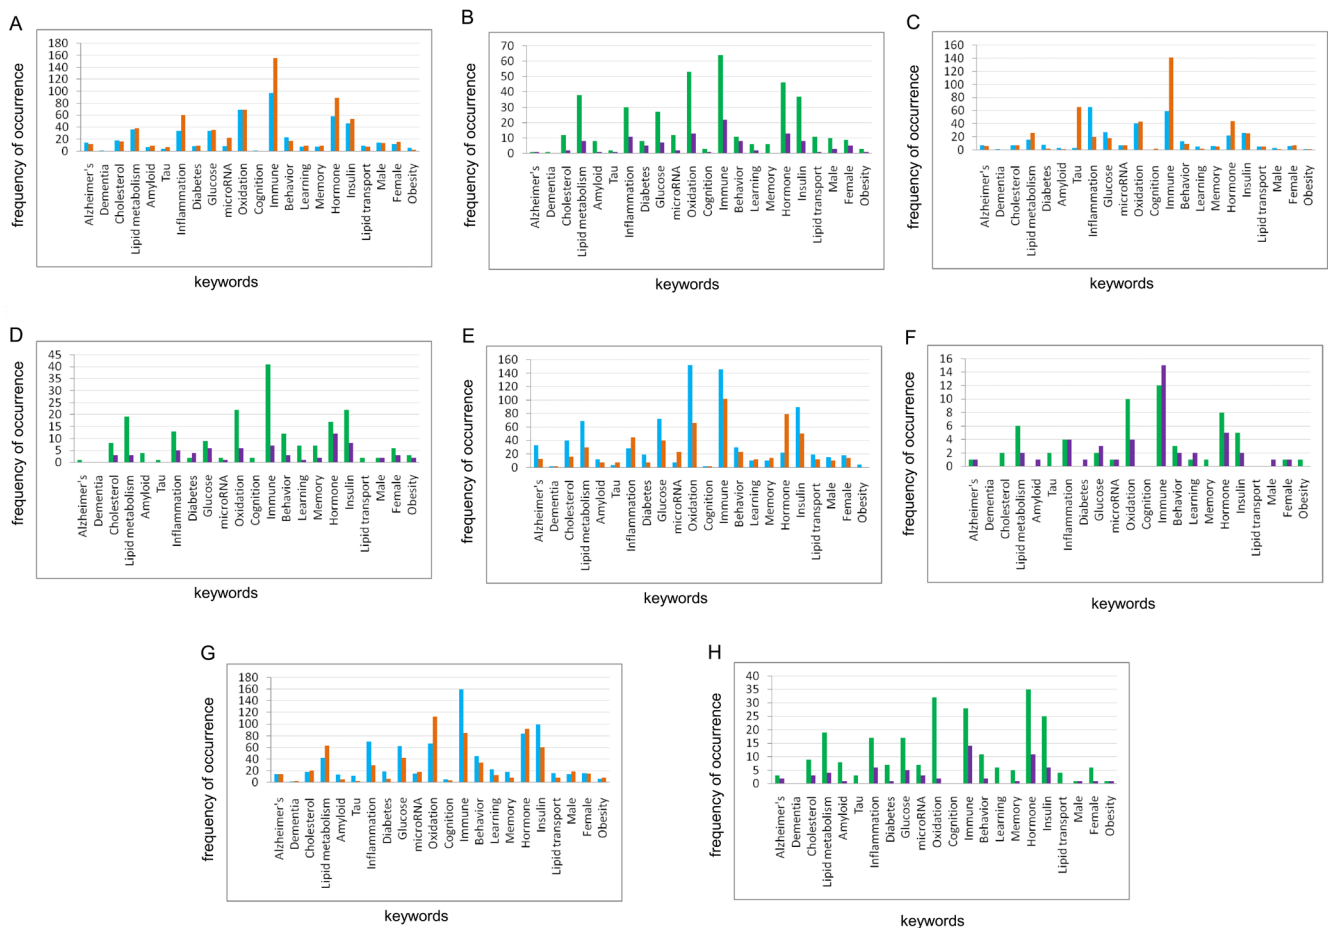 A
frequency of occurrence
180
160
140
120
100
80
60
40
20
0
Alzheimer's
Dementia
Cholesterol
Lipid metabolism
Amyloid
Tau
Inflammation
Diabetes
Glucose
microRNA
Oxidation
Cognition
Immune
Behavior
Learning
Memory
Hormone
Insulin
Lipid transport
Male
Female
Obesity
keywords
B
frequency of occurrence
70
60
50
40
30
20
10
0
Alzheimer's
Dementia
Cholesterol
Lipid metabolism
Amyloid
Tau
Inflammation
Diabetes
Glucose
microRNA
Oxidation
Cognition
Immune
Behavior
Learning
Memory
Hormone
Insulin
Lipid transport
Male
Female
Obesity
keywords
C
frequency of occurrence
160
140
120
100
80
60
40
20
0
Alzheimer's
Dementia
Cholesterol
Lipid metabolism
Diabetes
Amyloid
Tau
Inflammation
Glucose
microRNA
Oxidation
Cognition
Immune
Behavior
Learning
Memory
Hormone
Insulin
Lipid transport
Male
Female
Obesity
keywords
D
frequency of occurrence
45
40
35
30
25
20
15
10
5
0
Alzheimer's
Dementia
Cholesterol
Lipid metabolism
Amyloid
Tau
Inflammation
Diabetes
Glucose
microRNA
Oxidation
Cognition
Immune
Behavior
Learning
Memory
Hormone
Insulin
Lipid transport
Male
Female
Obesity
keywords
E
frequency of occurrence
160
140
120
100
80
60
40
20
0
Alzheimer's
Dementia
Cholesterol
Lipid metabolism
Amyloid
Tau
Inflammation
Diabetes
Glucose
microRNA
Oxidation
Cognition
Immune
Behavior
Learning
Memory
Hormone
Insulin
Lipid transport
Male
Female
Obesity
keywords
F
frequency of occurrence
16
14
12
10
8
6
4
2
0
Alzheimer's
Dementia
Cholesterol
Lipid metabolism
Amyloid
Tau
Inflammation
Diabetes
Glucose
microRNA
Oxidation
Cognition
Immune
Behavior
Learning
Memory
Hormone
Insulin
Lipid transport
Male
Female
Obesity
keywords
G
frequency of occurrence
180
160
140
120
100
80
60
40
20
0
Alzheimer's
Dementia
Cholesterol
Lipid metabolism
Amyloid
Tau
Inflammation
Diabetes
Glucose
microRNA
Oxidation
Cognition
Immune
Behavior
Learning
Memory
Hormone
Insulin
Lipid transport
Male
Female
Obesity
keywords
H
frequency of occurrence
40
35
30
25
20
15
10
5
0
Alzheimer's
Dementia
Cholesterol
Lipid metabolism
Amyloid
Tau
Inflammation
Diabetes
Glucose
microRNA
Oxidation
Cognition
Immune
Behavior
Learning
Memory
Hormone
Insulin
Lipid transport
Male
Female
Obesity
keywords